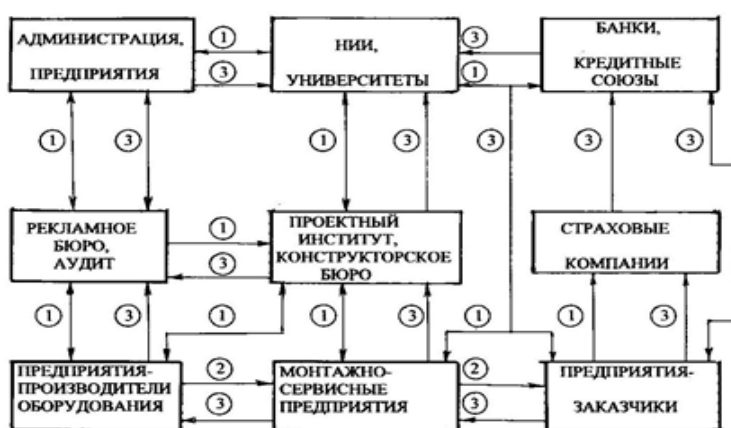 АДМИНИСТРАЦИЯ,
ПРЕДПРИЯТИЯ
1
3
НИИ,
УНИВЕРСИТЕТЫ
3
1
БАНКИ,
КРЕДИТНЫЕ
СОЮЗЫ
1
3
1
3
3
3
3
РЕКЛАМНОЕ
БЮРО,
АУДИТ
1
3
ПРОЕКТНЫЙ
ИНСТИТУТ,
КОНСТРУКТОРСКОЕ
БЮРО
СТРАХОВЫЕ
КОМПАНИИ
1
3
1
1
3
1
1
3
ПРЕДПРИЯТИЯ-
ПРОИЗВОДИТЕЛИ
ОБОРУДОВАНИЯ
2
3
МОНТАЖНО-
СЕРВИСНЫЕ
ПРЕДПРИЯТИЯ
2
3
ПРЕДПРИЯТИЯ-
ЗАКАЗЧИКИ